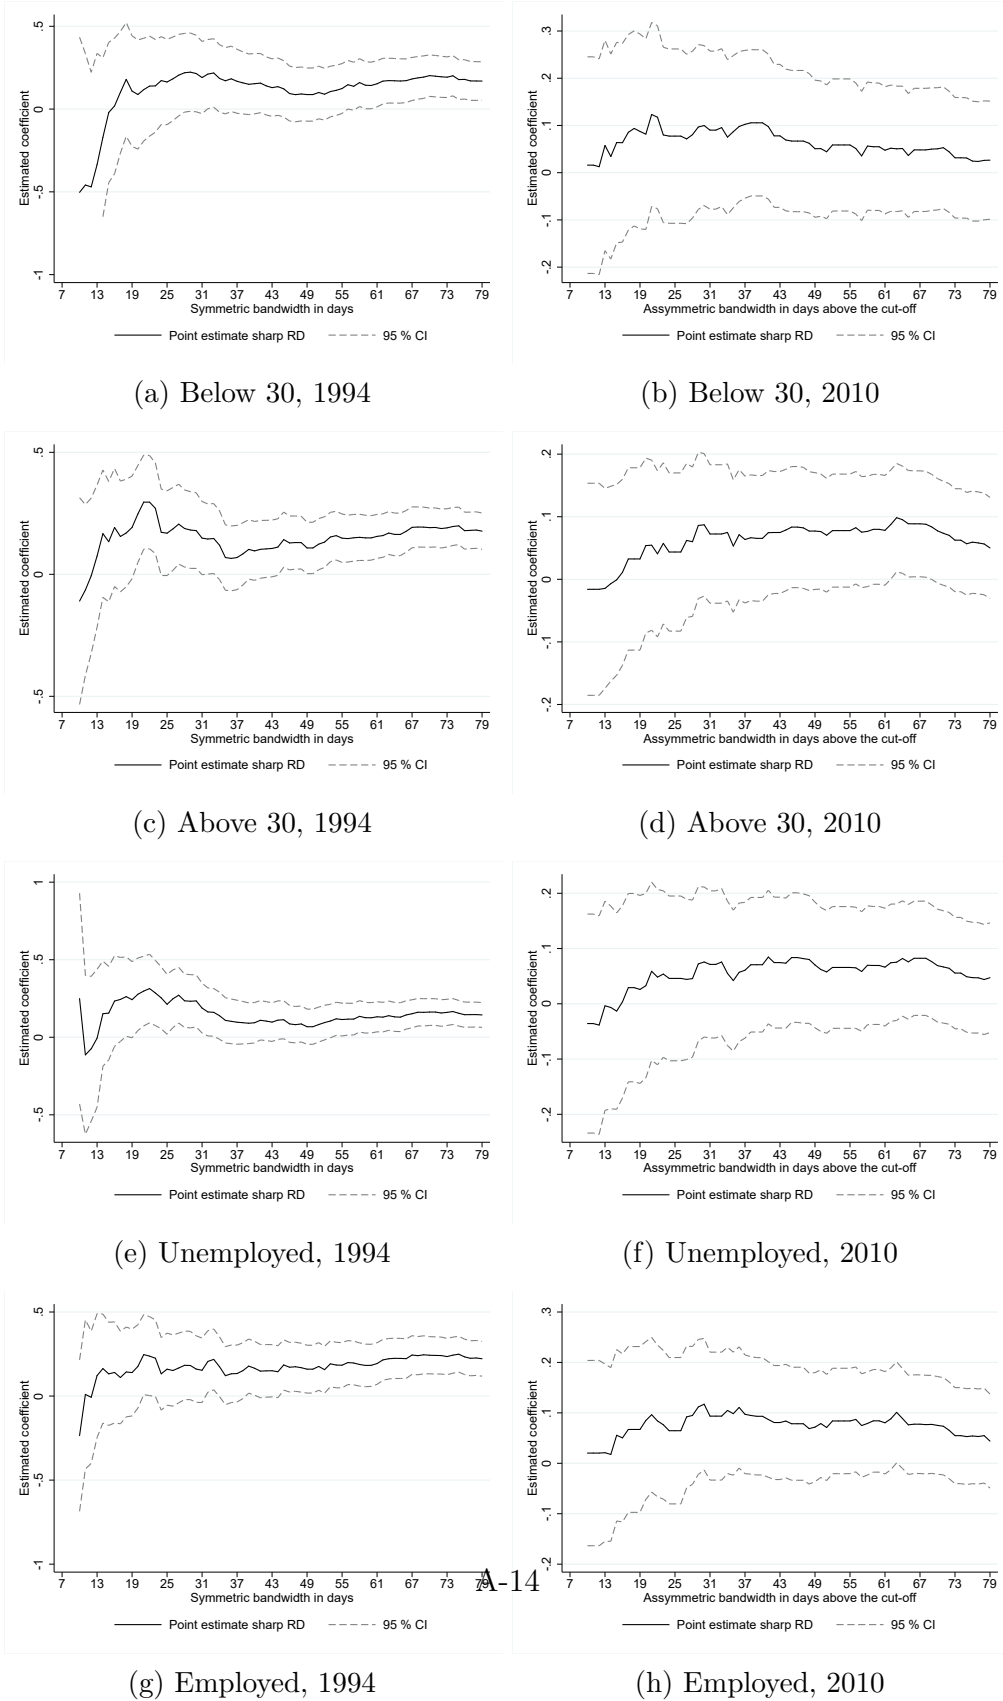 Estimated coefficient
.5
0
-.5
-1
7 13 19 25 31 37 43 49 55 61 67 73 79
Symmetric bandwidth in days
Point estimate sharp RD 95 % CI
(a) Below 30, 1994
Estimated coefficient
.3
.2
.1
0
-.1
-.2
7 13 19 25 31 37 43 49 55 61 67 73 79
Assymmetric bandwidth in days above the cut-off
Point estimate sharp RD 95 % CI
(b) Below 30, 2010
Estimated coefficient
.5
0
-.5
7 13 19 25 31 37 43 49 55 61 67 73 79
Symmetric bandwidth in days
Point estimate sharp RD 95 % CI
(c) Above 30, 1994
Estimated coefficient
.2
.1
0
-.1
-.2
7 13 19 25 31 37 43 49 55 61 67 73 79
Assymmetric bandwidth in days above the cut-off
Point estimate sharp RD 95 % CI
(d) Above 30, 2010
Estimated coefficient
1
.5
0
-.5
7 13 19 25 31 37 43 49 55 61 67 73 79
Symmetric bandwidth in days
Point estimate sharp RD 95 % CI
(e) Unemployed, 1994
Estimated coefficient
.2
.1
0
-.1
-.2
7 13 19 25 31 37 43 49 55 61 67 73 79
Assymmetric bandwidth in days above the cut-off
Point estimate sharp RD 95 % CI
(f) Unemployed, 2010
Estimated coefficient
.5
0
-.5
-1
7 13 19 25 31 37 43 49 55 61 67 73 79
Symmetric bandwidth in days
Point estimate sharp RD 95 % CI
(g) Employed, 1994
A-14
Estimated coefficient
.3
.2
.1
0
-.1
-.2
7 13 19 25 31 37 43 49 55 61 67 73 79
Assymmetric bandwidth in days above the cut-off
Point estimate sharp RD 95 % CI
(h) Employed, 2010